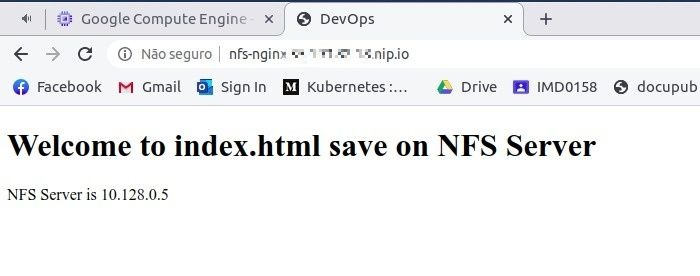 Google Compute Engine -
DevOps
Não seguro
nfs-nginx
.nip.io
Facebook
Gmail
Sign In
Kubernetes :…
Drive
IMD0158
docupub
Welcome to index.html save on NFS Server
NFS Server is 10.128.0.5